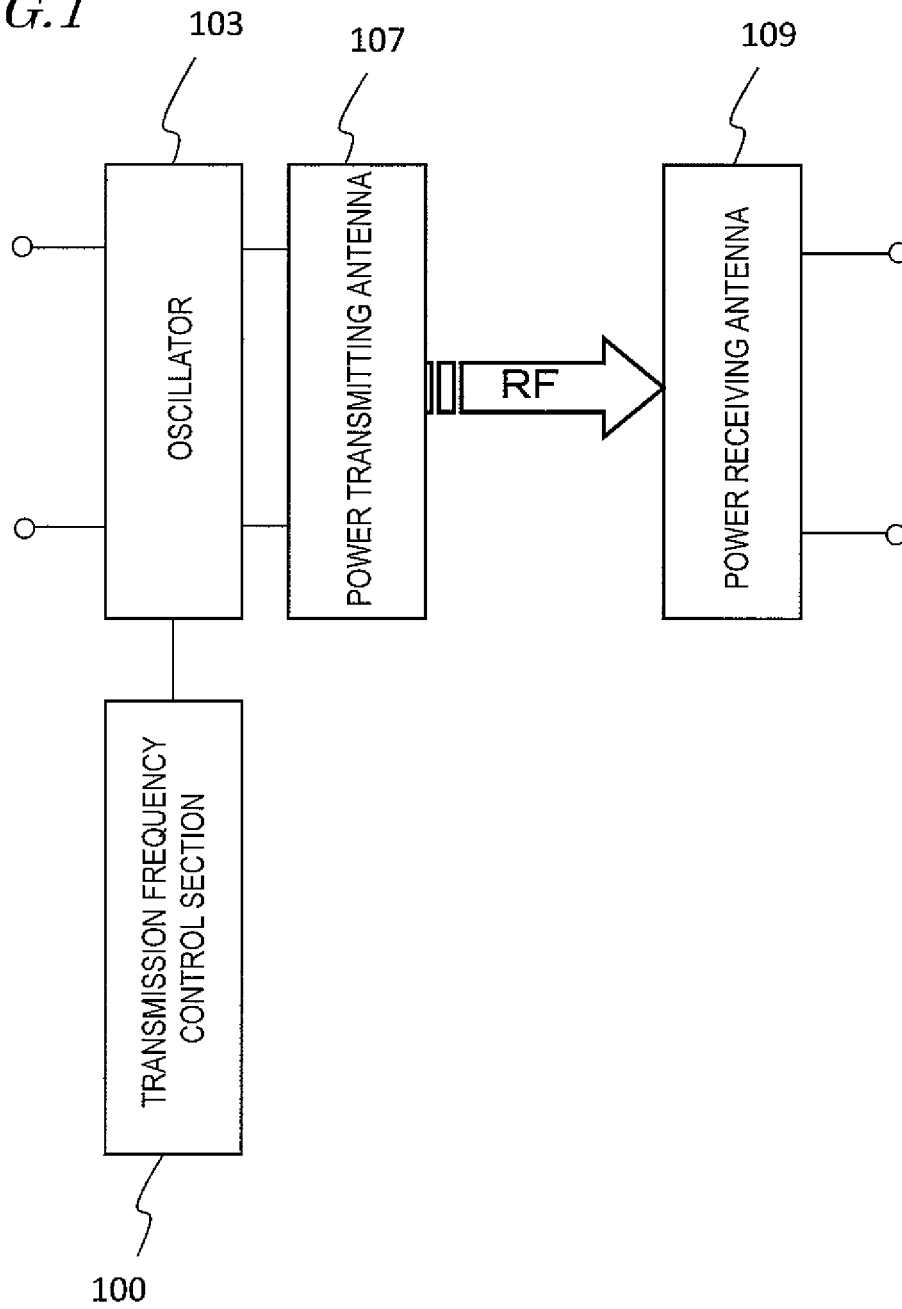 G.1
103
107
109
OSCILLATOR
POWER TRANSMITTING ANTENNA
RF
POWER RECEIVING ANTENNA
TRANSMISSION FREQUENCY
CONTROL SECTION
100